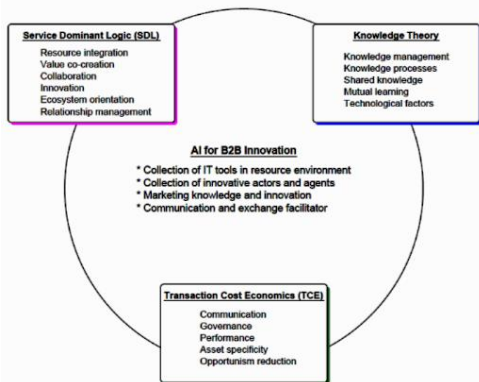 Service Dominant Logic (SDL)
Resource integration
Value co-creation
Collaboration
Innovation
Ecosystem orientation
Relationship management
Knowledge Theory
Knowledge management
Knowledge processes
Shared knowledge
Mutual learning
Technological factors
AI for B2B Innovation
* Collection of IT tools in resource environment
* Collection of innovative actors and agents
* Marketing knowledge and innovation
* Communication and exchange facilitator
Transaction Cost Economics (TCE)
Communication
Governance
Performance
Asset specificity
Opportunism reduction